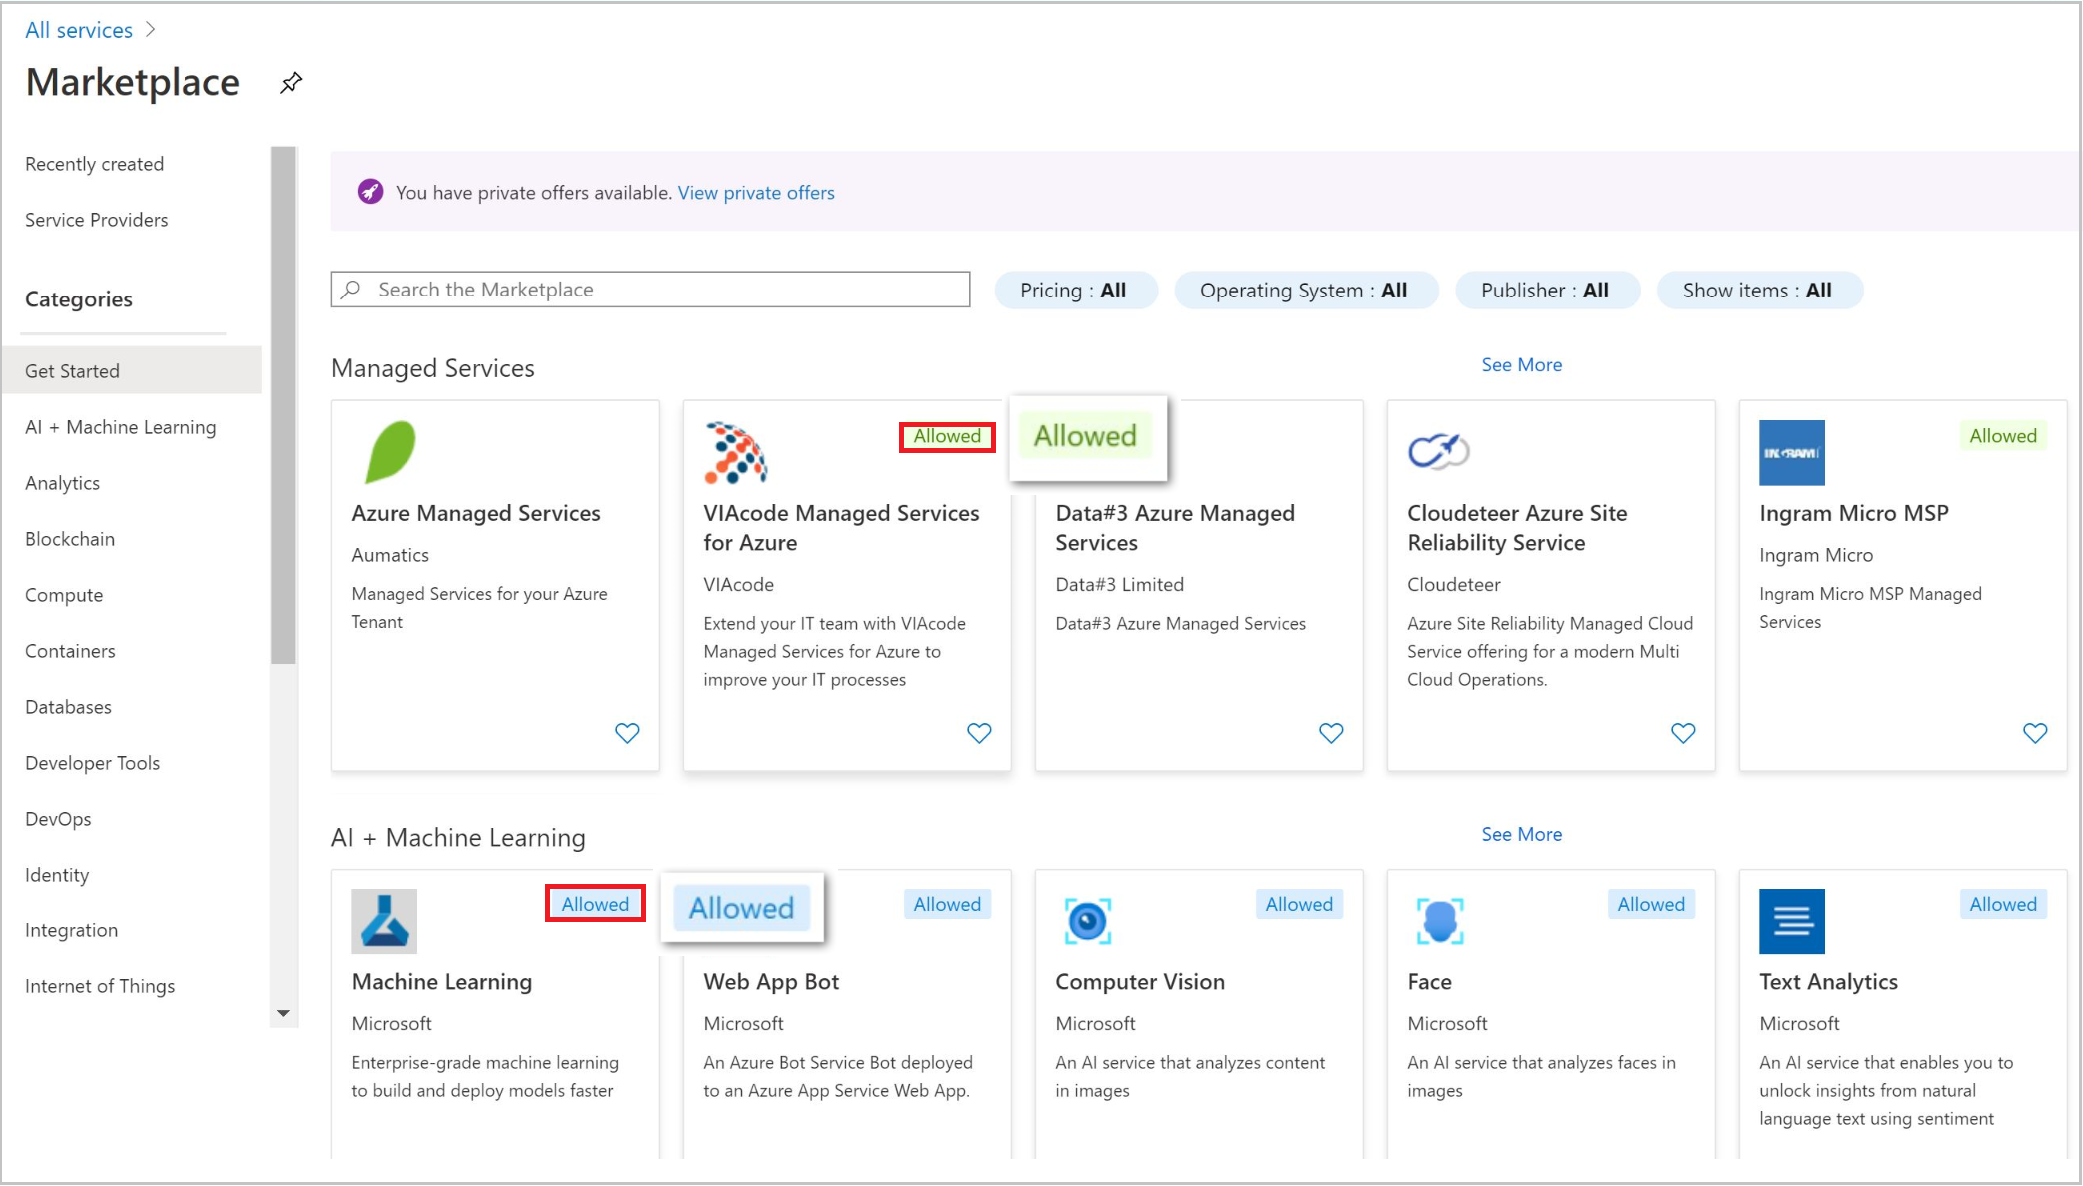 All services
Marketplace
Recently created
Service Providers
Categories
Get Started
AI + Machine Learning
Analytics
Blockchain
Compute
Containers
Databases
Developer Tools
DevOps
Identity
Integration
Internet of Things
You have private offers available. View private offers
Search the Marketplace
Pricing : All
Operating System : All
Publisher : All
Show items : All
Managed Services
See More
Azure Managed Services
Aumatics
Managed Services for your Azure
Tenant
Allowed
Allowed
VIAcode Managed Services
for Azure
VIAcode
Extend your IT team with VIAcode
Managed Services for Azure to
improve your IT processes
Data#3 Azure Managed
Services
Data#3 Limited
Data#3 Azure Managed Services
Cloudeteer Azure Site
Reliability Service
Cloudeteer
Azure Site Reliability Managed Cloud
Service offering for a modern Multi
Cloud Operations.
INGRAM
Allowed
Ingram Micro MSP
Ingram Micro
Ingram Micro MSP Managed
Services
AI + Machine Learning
See More
Allowed
Allowed
Machine Learning
Microsoft
Enterprise-grade machine learning
to build and deploy models faster
Allowed
Web App Bot
Microsoft
An Azure Bot Service Bot deployed
to an Azure App Service Web App.
Allowed
Computer Vision
Microsoft
An AI service that analyzes content
in images
Allowed
Face
Microsoft
An AI service that analyzes faces in
images
Allowed
Text Analytics
Microsoft
An AI service that enables you to
unlock insights from natural
language text using sentiment